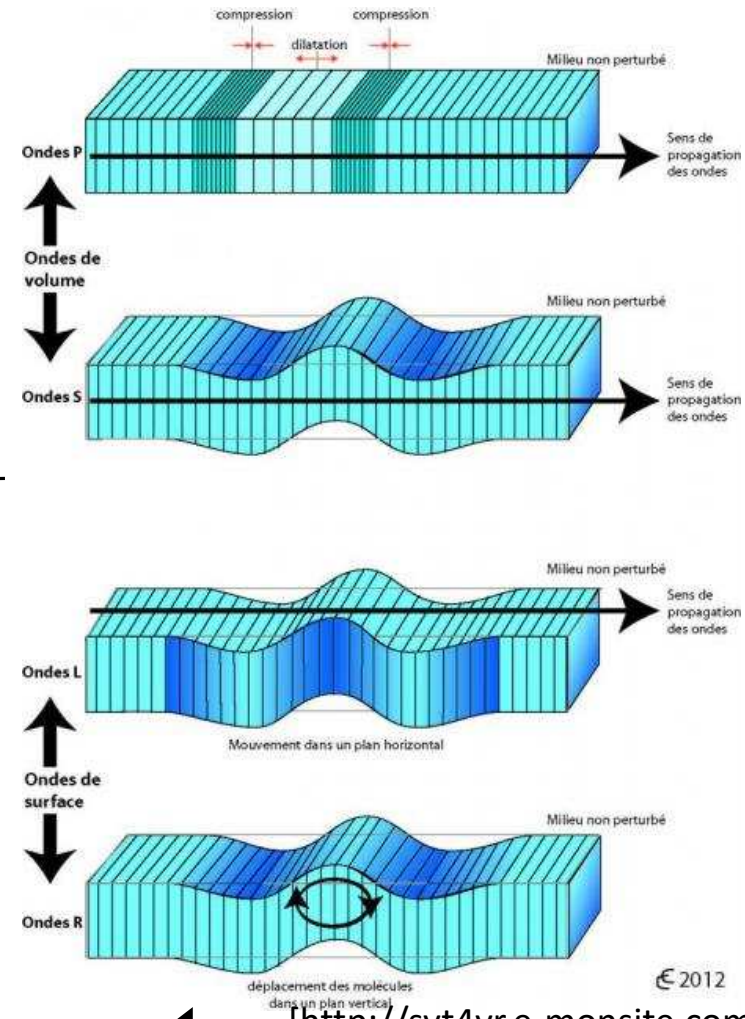 compression compression
dilatation
Milieu non perturbé
Ondes P
Sens de
propagation
des ondes
Ondes de
volume
Milieu non perturbé
Ondes S
Sens de
propagation
des ondes
Milieu non perturbé
Sens de
propagation
des ondes
Ondes L
Mouvement dans un plan horizontal
Ondes de
surface
Milieu non perturbé
Ondes R
déplacement des molécules
dans un plan vertical
2012